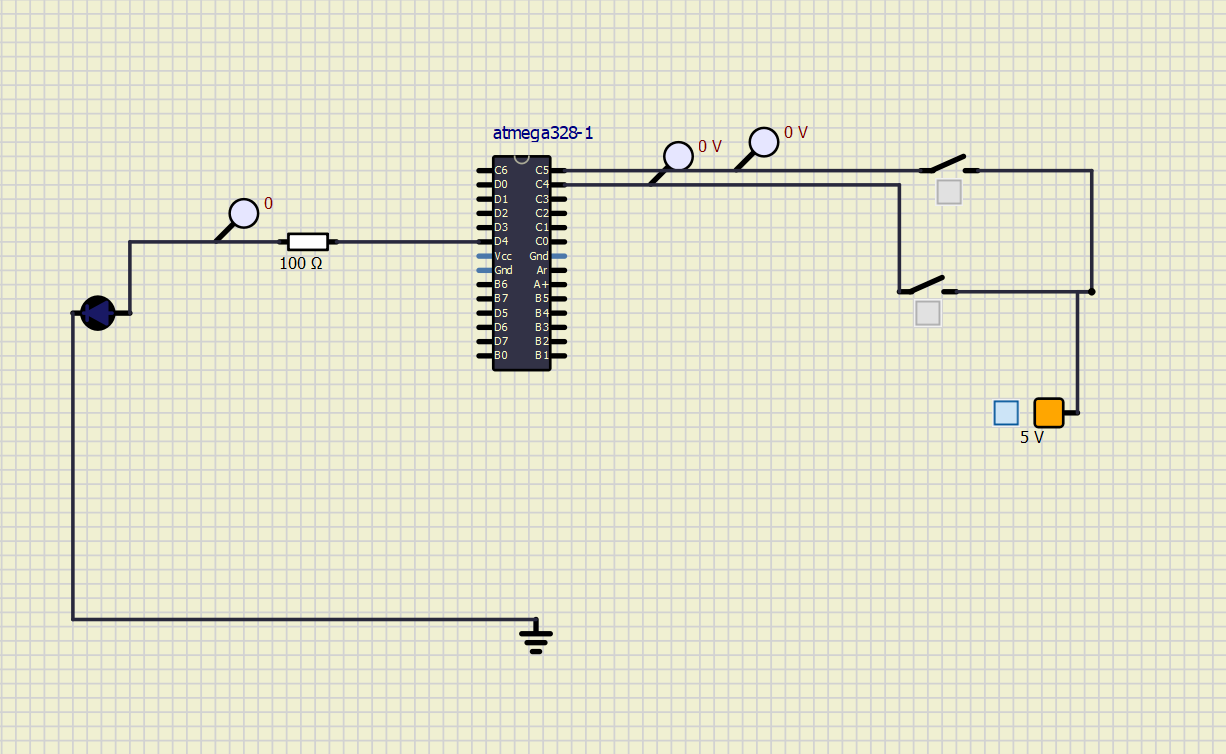 atmega328-1
0 V
0 V
0
100 Ω
C6 C5
D0 C4
D1 C3
D2 C2
D3 C1
D4 C0
Vcc Gnd
Gnd Ar
B6 A+
B7 B5
D5 B4
D6 B3
D7 B2
B0 B1
5 V